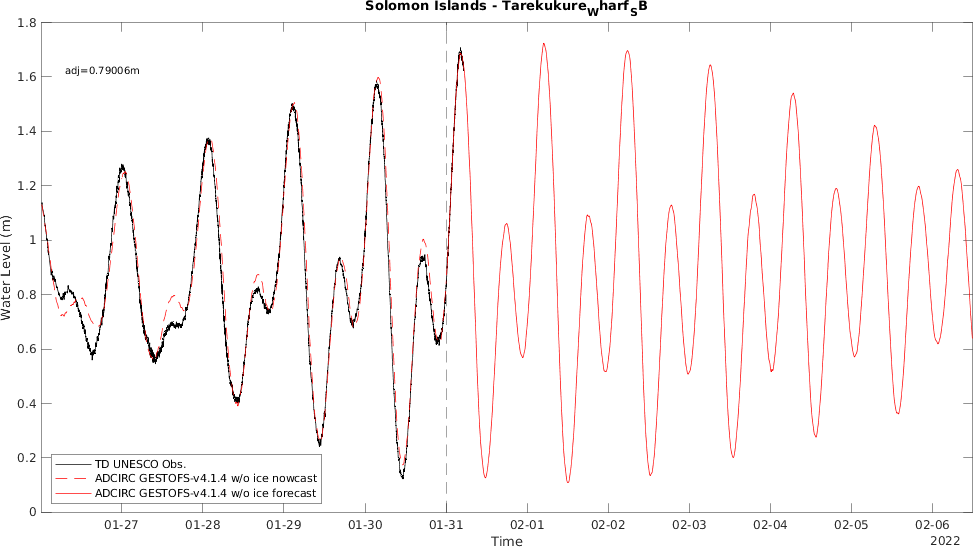 Solomon Islands - Tarekukure_Wharf_SB
1.8
1.6
1.4
1.2
1
0.8
0.6
0.4
0.2
0
Water Level (m)
adj=0.79006m
TD UNESCO Obs.
ADCIRC GESTOFS-v4.1.4 w/o ice nowcast
ADCIRC GESTOFS-v4.1.4 w/o ice forecast
01-27 01-28 01-29 01-30 01-31 02-01 02-02 02-03 02-04 02-05 02-06
Time
2022